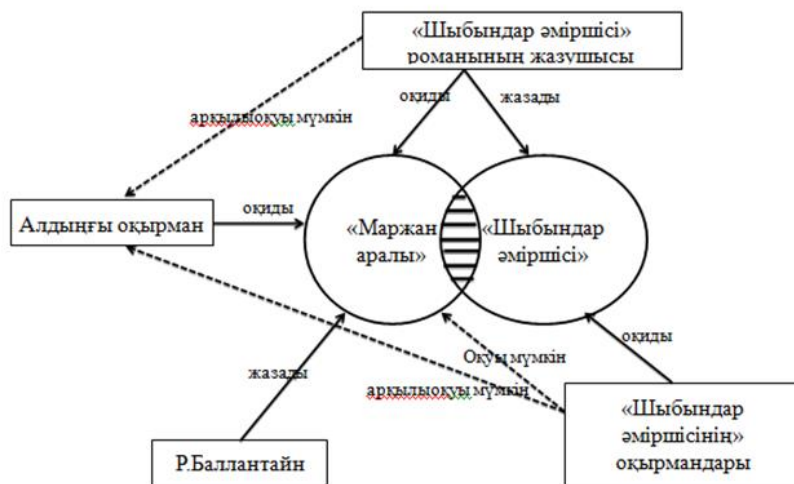 «Шыбындар әміршісі»
романының жазушысы
оқиды
жазады
арқылыоқуы мүмкін
Алдыңғы оқырман
оқиды
«Маржан
аралы»
«Шыбындар
әміршісі»
жазады
Оқуы мүмкін
оқиды
арқылыоқуы мүмкін
«Шыбындар
әміршісінің»
оқырмандары
Р.Баллантайн